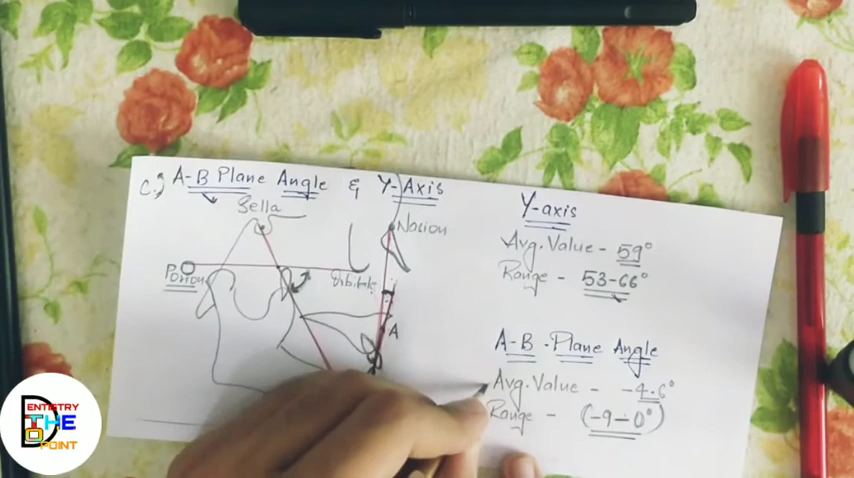 C.) A-B Plane Angle & Y-Axis
Sella
Nasion
Porion
Orbitale
A
Y-axis
Avg. Value - 59°
Range - 53-66°
A-B - Plane Angle
Avg. Value - -4.6°
Range - (-9-0°)
DENTISTRY
THE
TO
POINT